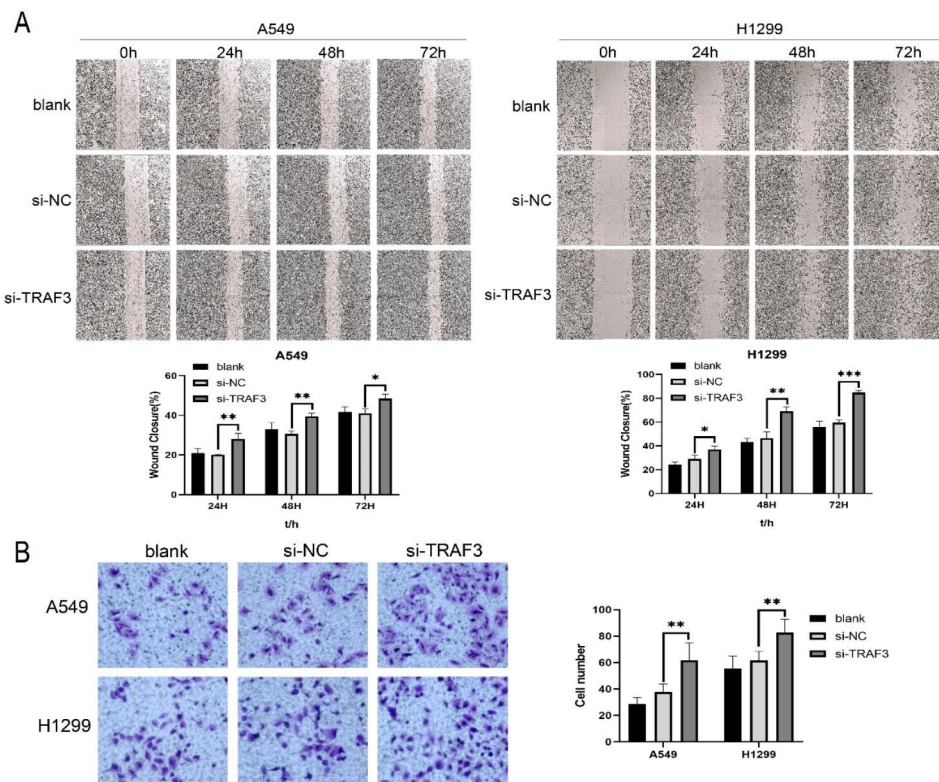 A
A549
H1299
0h 24h 48h 72h
0h 24h 48h 72h
blank
si-NC
si-TRAF3
blank
si-NC
si-TRAF3
A549
blank
si-NC
si-TRAF3
** ** *
Wound Closure(%)
60
40
20
0
24H 48H 72H
t/h
H1299
blank
si-NC
si-TRAF3
* ** ***
Wound Closure(%)
100
80
60
40
20
0
24H 48H 72H
t/h
B
blank si-NC si-TRAF3
A549
H1299
blank
si-NC
si-TRAF3
** **
Cell number
100
80
60
40
20
0
A549 H1299